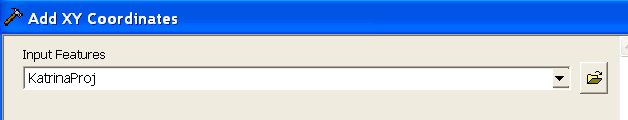 Add XY Coordinates
Input Features
KatrinaProj